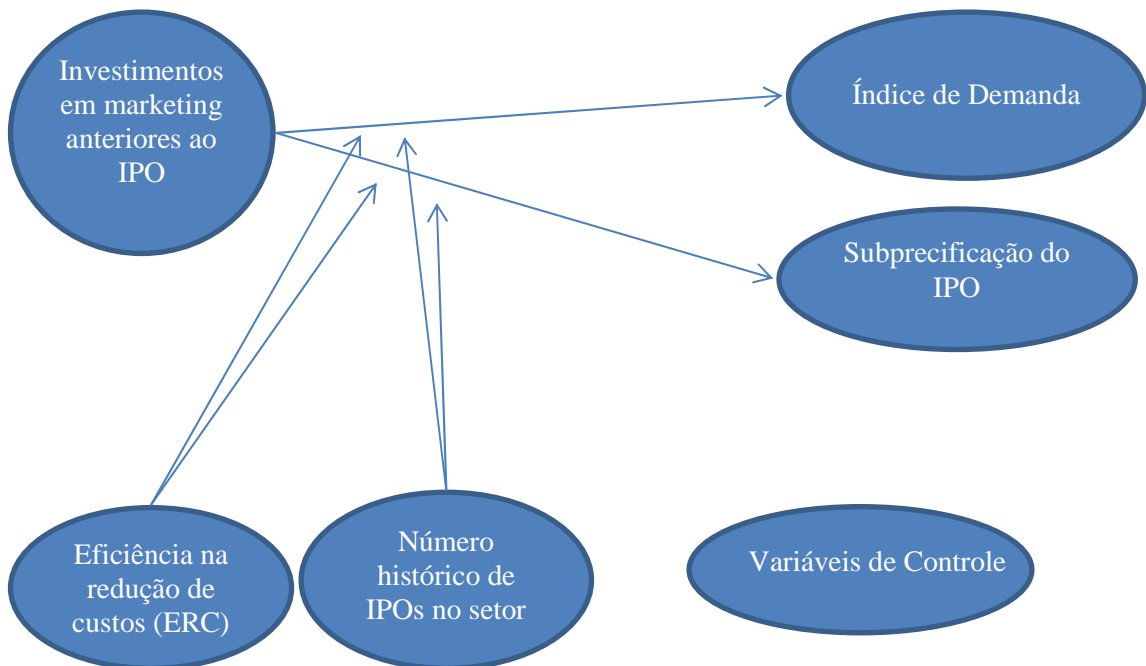 Investimentos
em marketing
anteriores ao
IPO
Índice de Demanda
Subprecificação do
IPO
Eficiência na
redução de
custos (ERC)
Número
histórico de
IPOs no setor
Variáveis de Controle